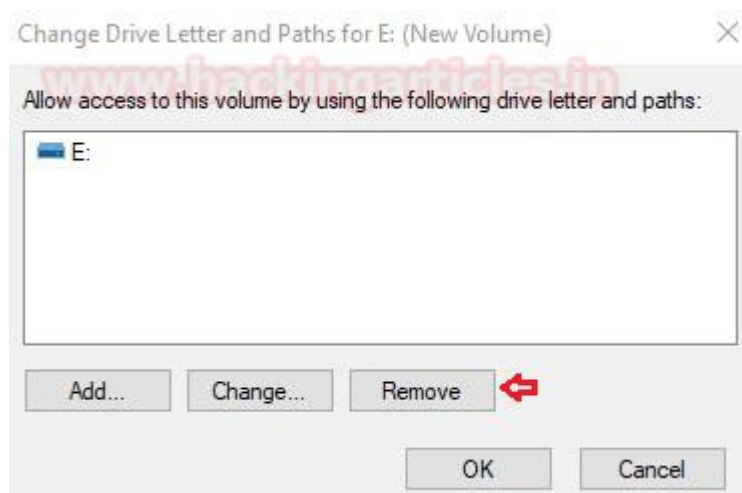 Change Drive Letter and Paths for E: (New Volume)
www.hackingarticles.in
Allow access to this volume by using the following drive letter and paths:
E:
Add... Change... Remove
OK Cancel